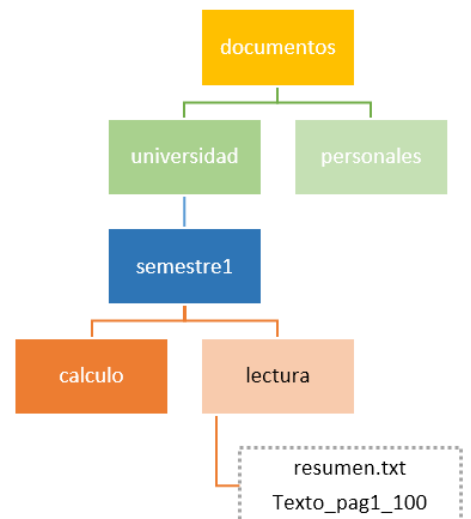 documentos
universidad
personales
semestre1
calculo
lectura
resumen.txt
Texto_pag1_100